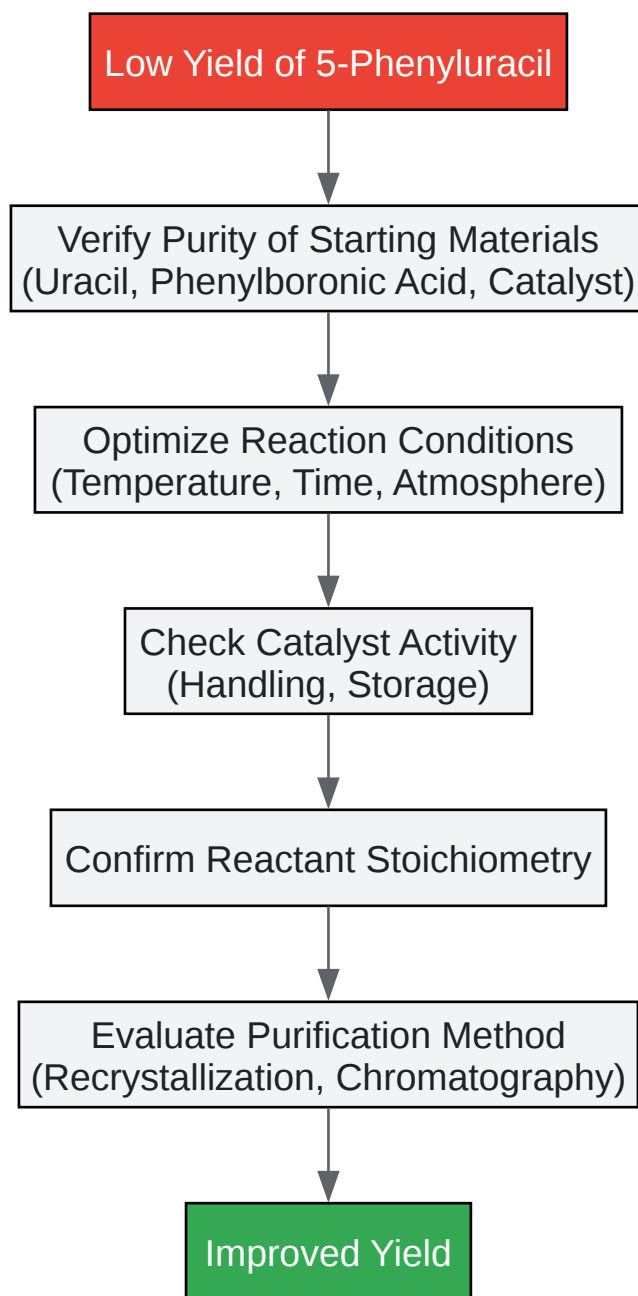 Low Yield of 5-Phenyluracil
Verify Purity of Starting Materials
(Uracil, Phenylboronic Acid, Catalyst)
Optimize Reaction Conditions
(Temperature, Time, Atmosphere)
Check Catalyst Activity
(Handling, Storage)
Confirm Reactant Stoichiometry
Evaluate Purification Method
(Recrystallization, Chromatography)
Improved Yield